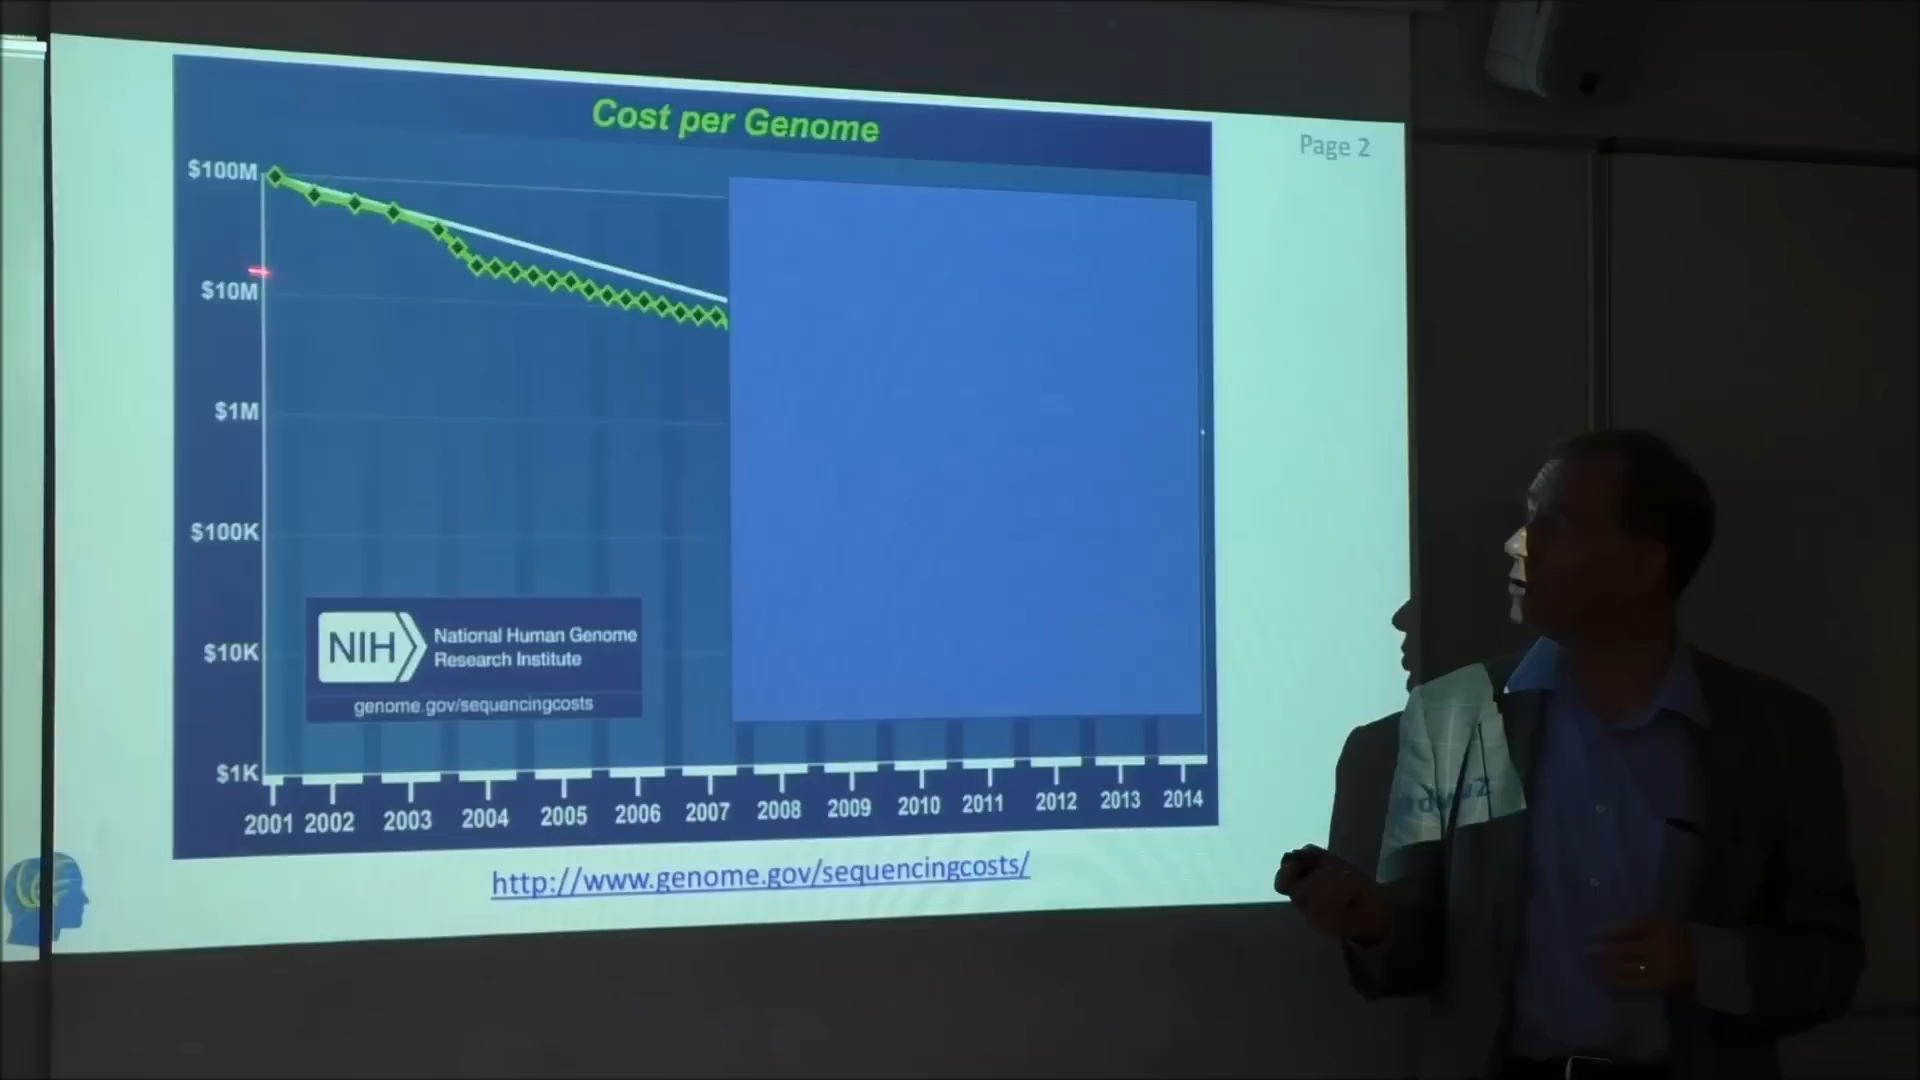 Cost per Genome
Page 2
$100M
$10M
$1M
$100K
$10K
$1K
NIH
National Human Genome
Research Institute
genome.gov/sequencingcosts
2001 2002 2003 2004 2005 2006 2007 2008 2009 2010 2011 2012 2013 2014
http://www.genome.gov/sequencingcosts/